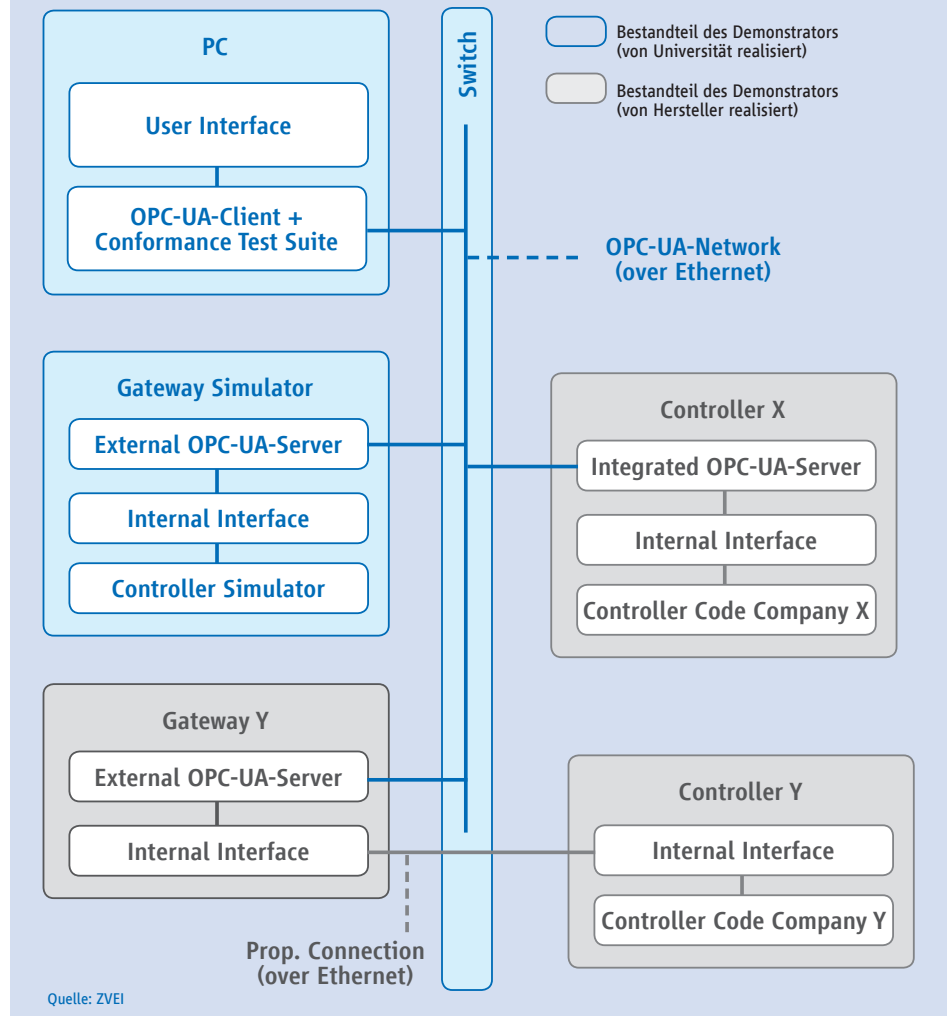 PC
User Interface
OPC-UA-Client +
Conformance Test Suite
Switch
Bestandteil des Demonstrators
(von Universität realisiert)
Bestandteil des Demonstrators
(von Hersteller realisiert)
OPC-UA-Network
(over Ethernet)
Gateway Simulator
External OPC-UA-Server
Internal Interface
Controller Simulator
Controller X
Integrated OPC-UA-Server
Internal Interface
Controller Code Company X
Gateway Y
External OPC-UA-Server
Internal Interface
Controller Y
Internal Interface
Controller Code Company Y
Prop. Connection
(over Ethernet)
Quelle: ZVEI